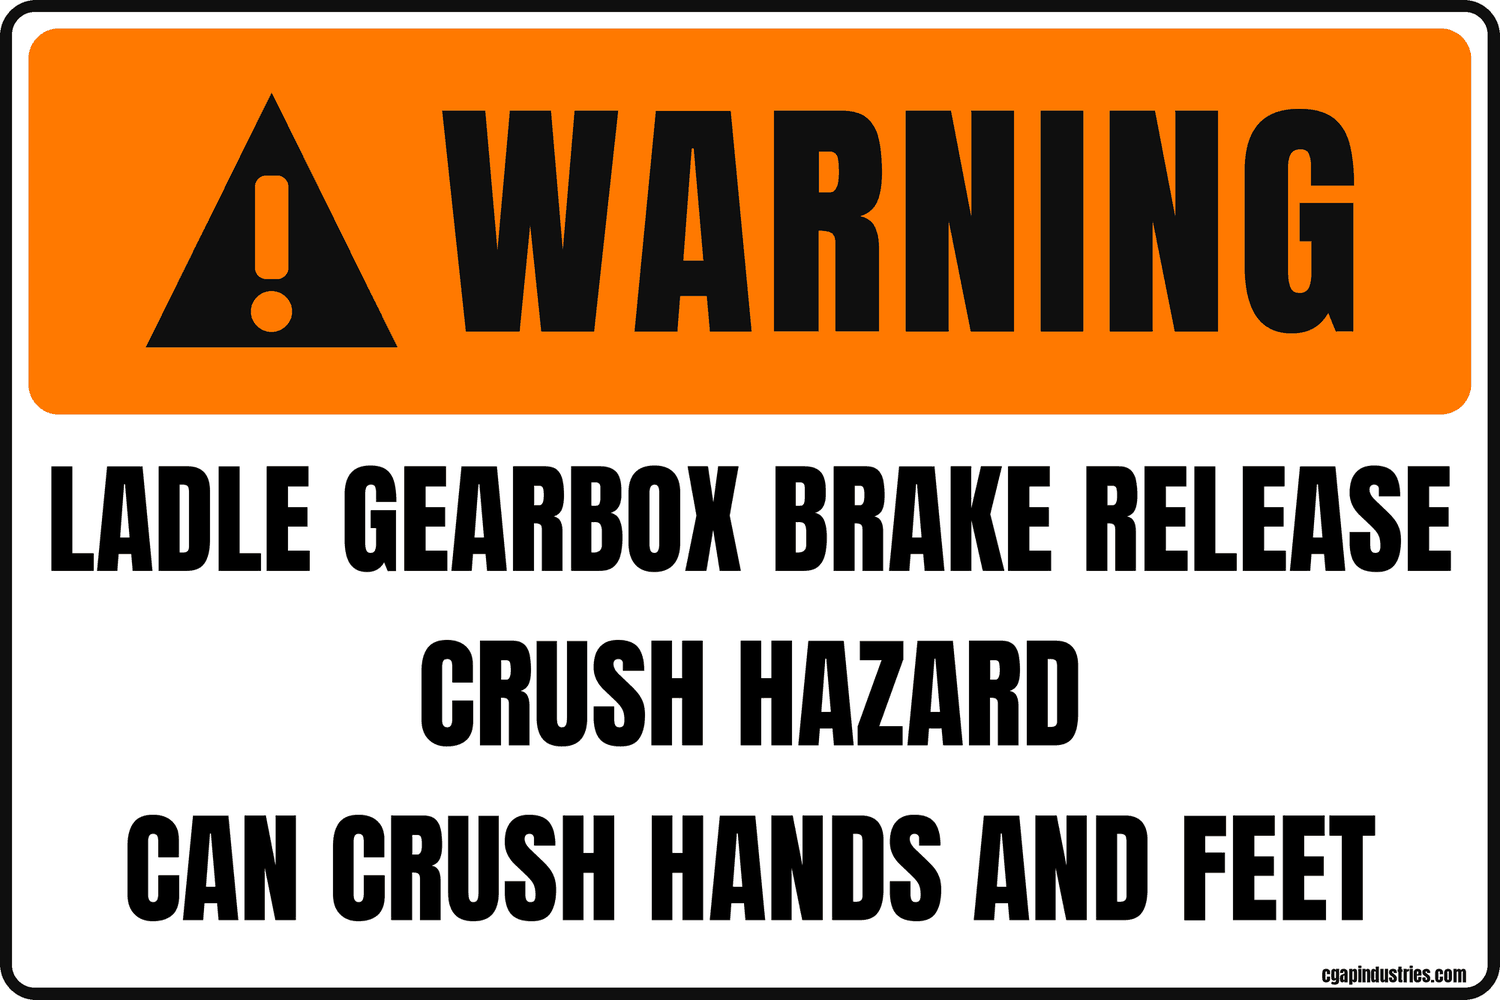 WARNING
LADLE GEARBOX BRAKE RELEASE
CRUSH HAZARD
CAN CRUSH HANDS AND FEET
cgapindustries.com